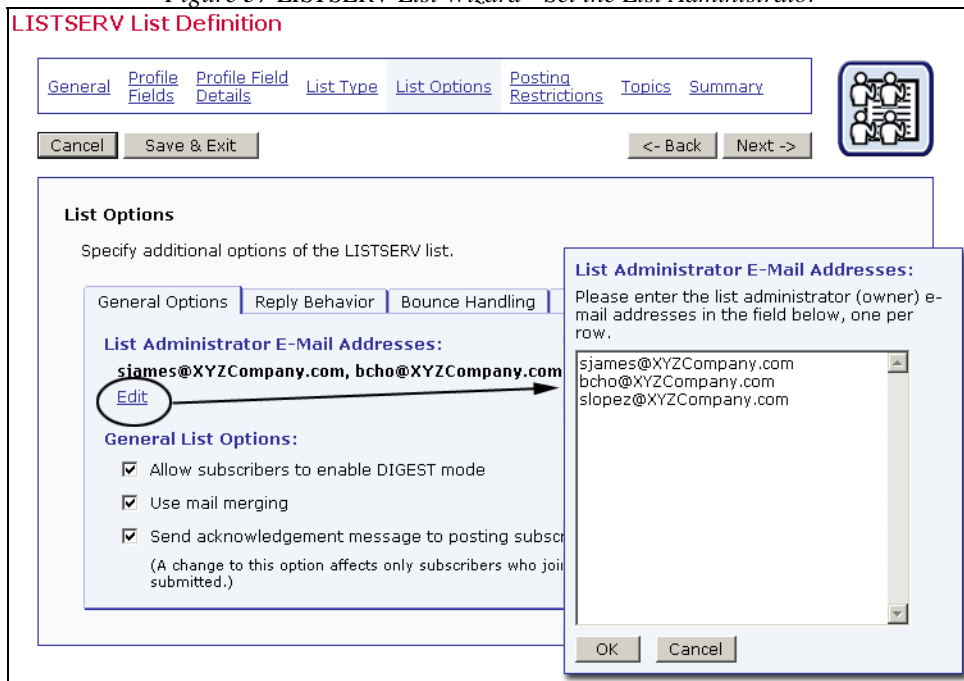 LISTSERV List Definition
General
Profile Fields
Profile Field Details
List Type
List Options
Posting Restrictions
Topics
Summary
Cancel
Save & Exit
<- Back
Next ->
List Options
Specify additional options of the LISTSERV list.
General Options
Reply Behavior
Bounce Handling
List Administrator E-Mail Addresses:
sjames@XYZCompany.com, bcho@XYZCompany.com
Edit
General List Options:
Allow subscribers to enable DIGEST mode
Use mail merging
Send acknowledgement message to posting
(A change to this option affects only subscribers who
submitted.)
List Administrator E-Mail Addresses:
Please enter the list administrator (owner) e-
mail addresses in the field below, one per
row.
sjames@XYZCompany.com
bcho@XYZCompany.com
slopez@XYZCompany.com
OK
Cancel